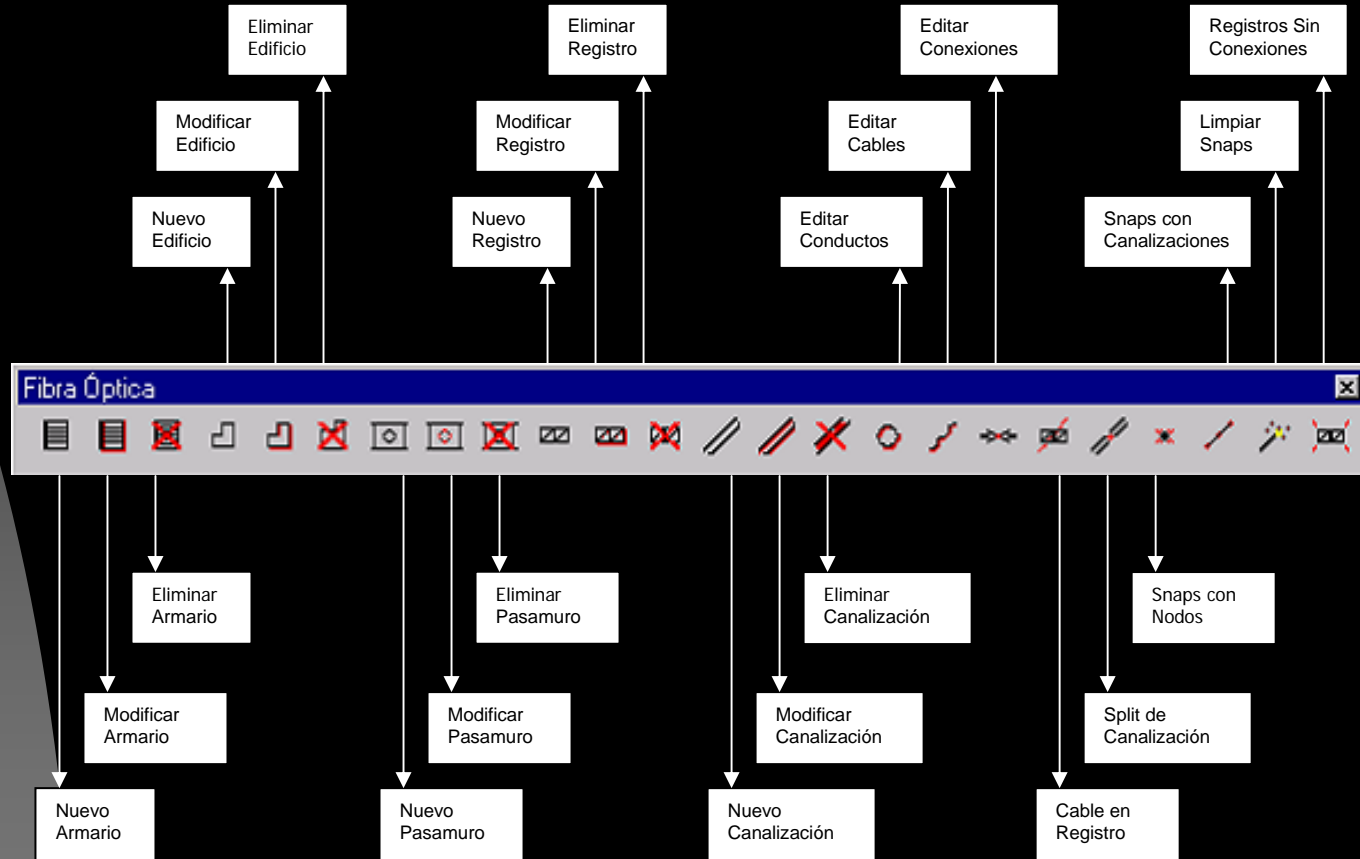 Eliminar
Edificio
Eliminar
Registro
Editar
Conexiones
Registros Sin
Conexiones
Modificar
Edificio
Modificar
Registro
Editar
Cables
Limpiar
Snaps
Nuevo
Edificio
Nuevo
Registro
Editar
Conductos
Snaps con
Canalizaciones
Fibra Óptica
Eliminar
Armario
Eliminar
Pasamuro
Eliminar
Canalización
Snaps con
Nodos
Modificar
Armario
Modificar
Pasamuro
Modificar
Canalización
Split de
Canalización
Nuevo
Armario
Nuevo
Pasamuro
Nuevo
Canalización
Cable en
Registro